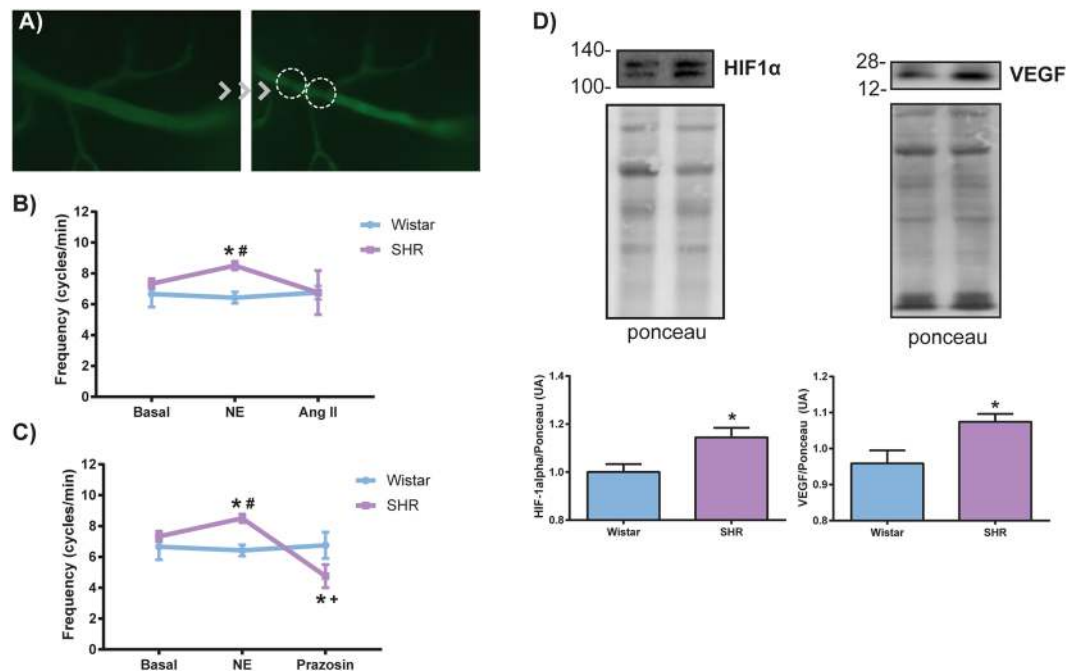 A)
B)
Frequency (cycles/min)
12
10
8
6
4
2
0
* #
Wistar
SHR
Basal NE Ang II
C)
Frequency (cycles/min)
12
10
8
6
4
2
0
* #
* +
Wistar
SHR
Basal NE Prazosin
D)
140-
100-
HIF1α
ponceau
28-
12-
VEGF
ponceau
HIF-1alpha/Ponceau (UA)
1.4
1.2
1.0
0.8
*
Wistar SHR
VEGF/Ponceau (UA)
1.2
1.1
1.0
0.9
0.8
*
Wistar SHR